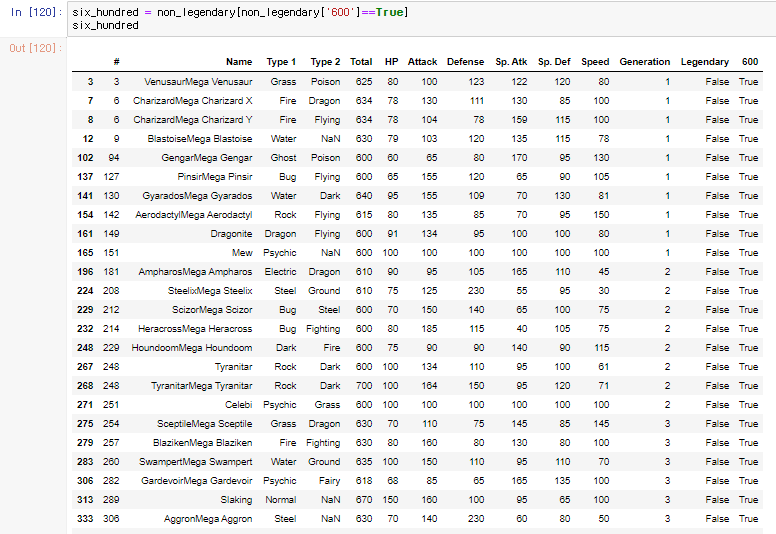 In [120]: six_hundred = non_legendary[non_legendary['600']==True]
six_hundred
Out [120]:
# Name Type 1 Type 2 Total HP Attack Defense Sp. Atk Sp. Def Speed Generation Legendary 600
3 3 VenusaurMega Venusaur Grass Poison 625 80 100 123 122 120 80 1 False True
7 6 CharizardMega Charizard X Fire Dragon 634 78 130 111 130 85 100 1 False True
8 6 CharizardMega Charizard Y Fire Flying 634 78 104 78 159 115 100 1 False True
12 9 BlastoiseMega Blastoise Water NaN 630 79 103 120 135 115 78 1 False True
102 94 GengarMega Gengar Ghost Poison 600 60 65 80 170 95 130 1 False True
137 127 PinsirMega Pinsir Bug Flying 600 65 155 120 65 90 105 1 False True
141 130 GyaradosMega Gyarados Water Dark 640 95 155 109 70 130 81 1 False True
154 142 AerodactylMega Aerodactyl Rock Flying 615 80 135 85 70 95 150 1 False True
161 149 Dragonite Dragon Flying 600 91 134 95 100 100 80 1 False True
165 151 Mew Psychic NaN 600 100 100 100 100 100 100 1 False True
196 181 AmpharosMega Ampharos Electric Dragon 610 90 95 105 165 110 45 2 False True
224 208 SteelixMega Steelix Steel Ground 610 75 125 230 55 95 30 2 False True
229 212 ScizorMega Scizor Bug Steel 600 70 150 140 65 100 75 2 False True
232 214 HeracrossMega Heracross Bug Fighting 600 80 185 115 40 105 75 2 False True
248 229 HoundoomMega Houndoom Dark Fire 600 75 90 90 140 90 115 2 False True
267 248 Tyranitar Rock Dark 600 100 134 110 95 100 61 2 False True
268 248 TyranitarMega Tyranitar Rock Dark 700 100 164 150 95 120 71 2 False True
271 251 Celebi Psychic Grass 600 100 100 100 100 100 100 2 False True
275 254 SceptileMega Sceptile Grass Dragon 630 70 110 75 145 85 145 3 False True
279 257 BlazikenMega Blaziken Fire Fighting 630 80 160 80 130 80 100 3 False True
283 260 SwampertMega Swampert Water Ground 635 100 150 110 95 110 70 3 False True
306 282 GardevoirMega Gardevoir Psychic Fairy 618 68 85 65 165 135 100 3 False True
313 289 Slaking Normal NaN 670 150 160 100 95 65 100 3 False True
333 306 AggronMega Aggron Steel NaN 630 70 140 230 60 80 50 3 False True